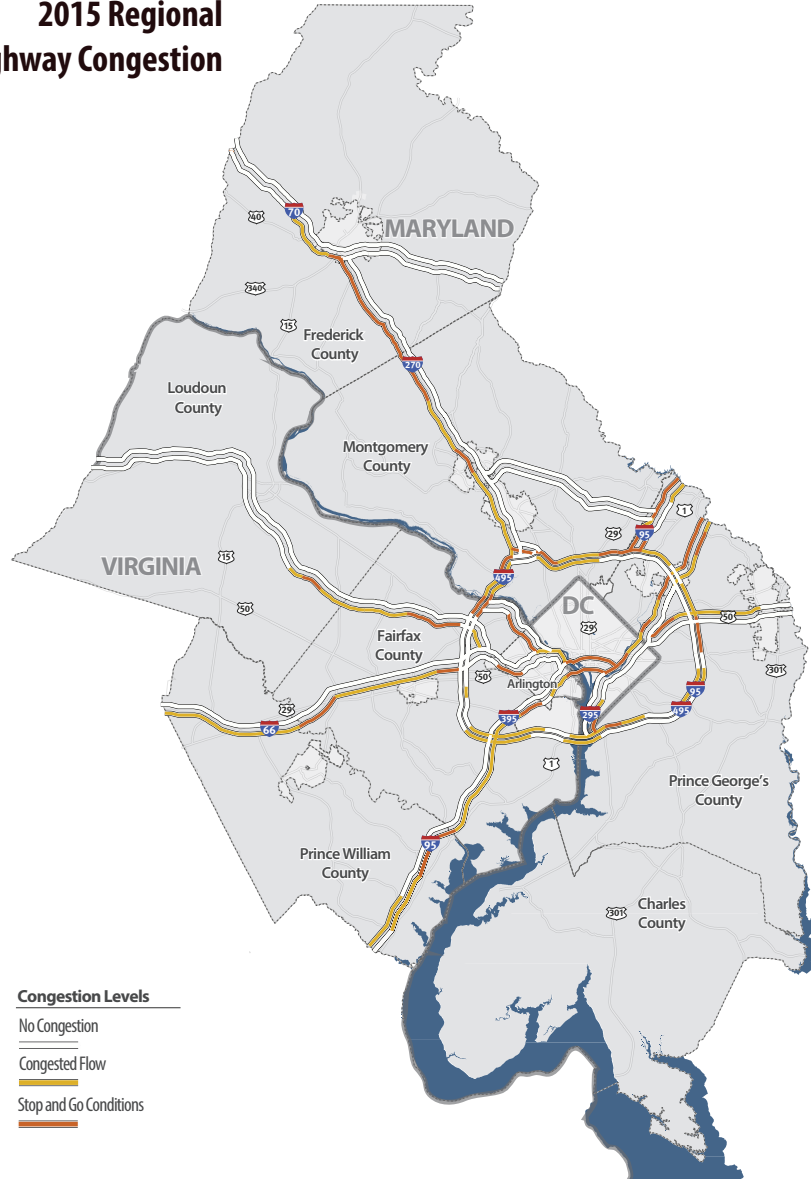 2015 Regional
ghway Congestion
70
40
MARYLAND
340
15
Frederick
County
270
Loudoun
County
Montgomery
County
1
29
95
VIRGINIA
15
495
DC
50
29
50
Fairfax
County
50
301
Arlington
95
29
395
295
495
66
1
Prince George's
County
95
Prince William
County
301
Charles
County
Congestion Levels
No Congestion
Congested Flow
Stop and Go Conditions